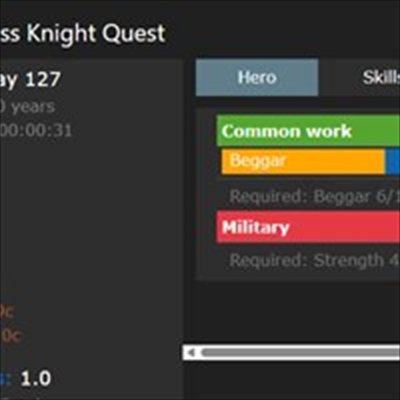 ss Knight Quest
ay 127
0 years
00:00:31
Hero
Skills
Common work
Beggar
Required: Beggar 6/1
Military
Required: Strength 4
0c
0c
s: 1.0